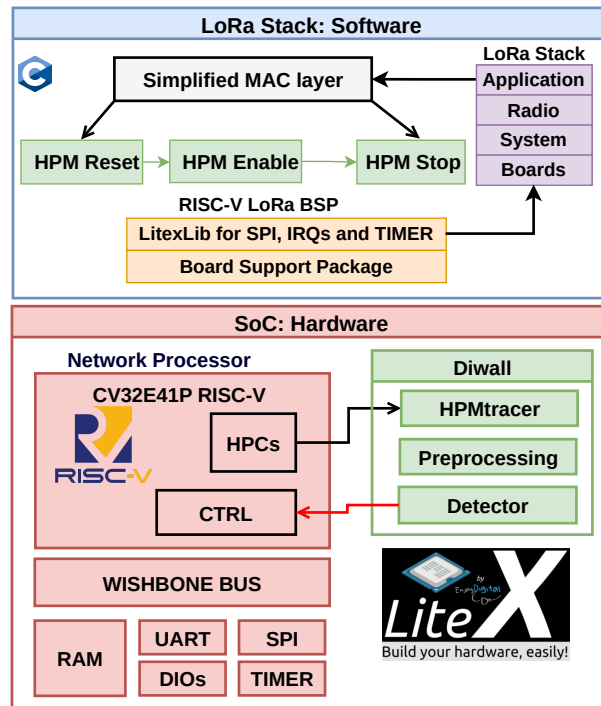 LoRa Stack: Software
C
LoRa Stack
Simplified MAC layer
Application
Radio
System
Boards
HPM Reset
HPM Enable
HPM Stop
RISC-V LoRa BSP
LitexLib for SPI, IRQs and TIMER
Board Support Package
SoC: Hardware
Network Processor
CV32E41P RISC-V
RISC-V
HPCs
CTRL
Diwall
HPMtracer
Preprocessing
Detector
WISHBONE BUS
RAM
UART
SPI
DIOs
TIMER
by
EnjoyDigital
LiteX
Build your hardware, easily!